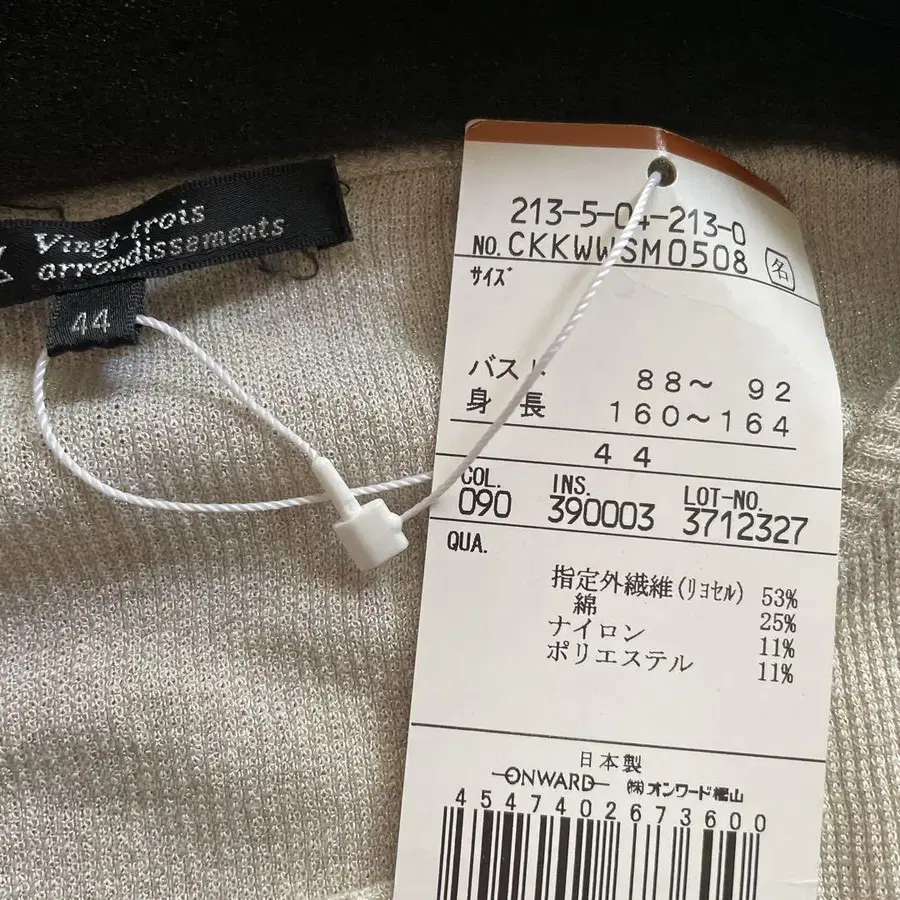 Vingt-trois
arrondissements
44
213-5-04-213-0
NO. CKKWWSM0508 名
サイズ
バスト 88〜 92
身 長 160〜164
44
COL. INS. LOT-NO.
090 390003 3712327
QUA.
指定外繊維(リヨセル) 53%
綿 25%
ナイロン 11%
ポリエステル 11%
日本製
ONWARD ㈱オンワード樫山
4547402673600